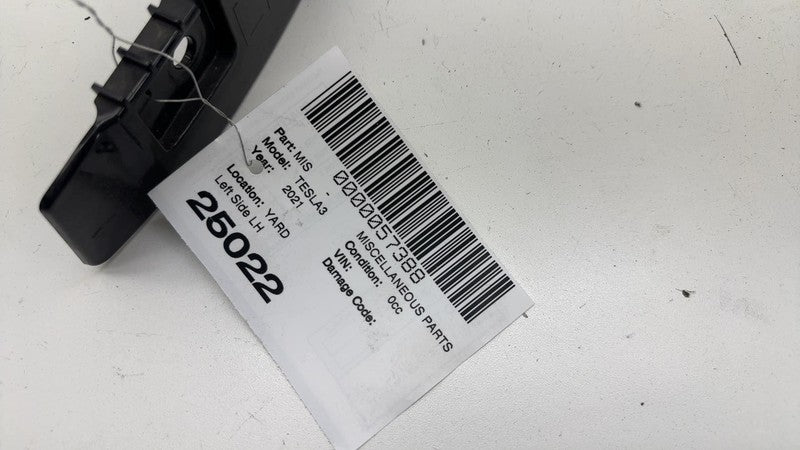 0000057388
Part: MIS - MISCELLANEOUS PARTS
Model: TESLA3 Condition: 0cc
Year: 2021 VIN:
Damage Code:
Location: YARD
Left Side LH
25022